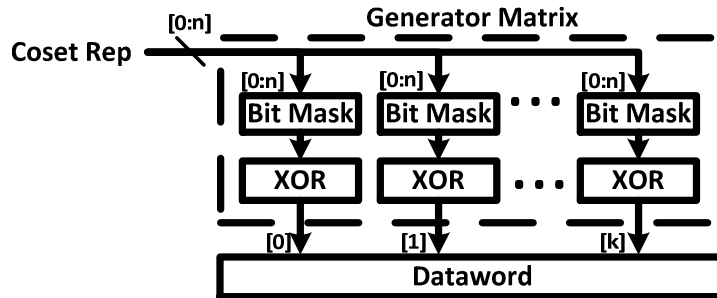 Generator Matrix
[0:n]
Coset Rep
[0:n] [0:n] [0:n]
Bit Mask Bit Mask ... Bit Mask
XOR XOR ... XOR
[0] [1] [k]
Dataword